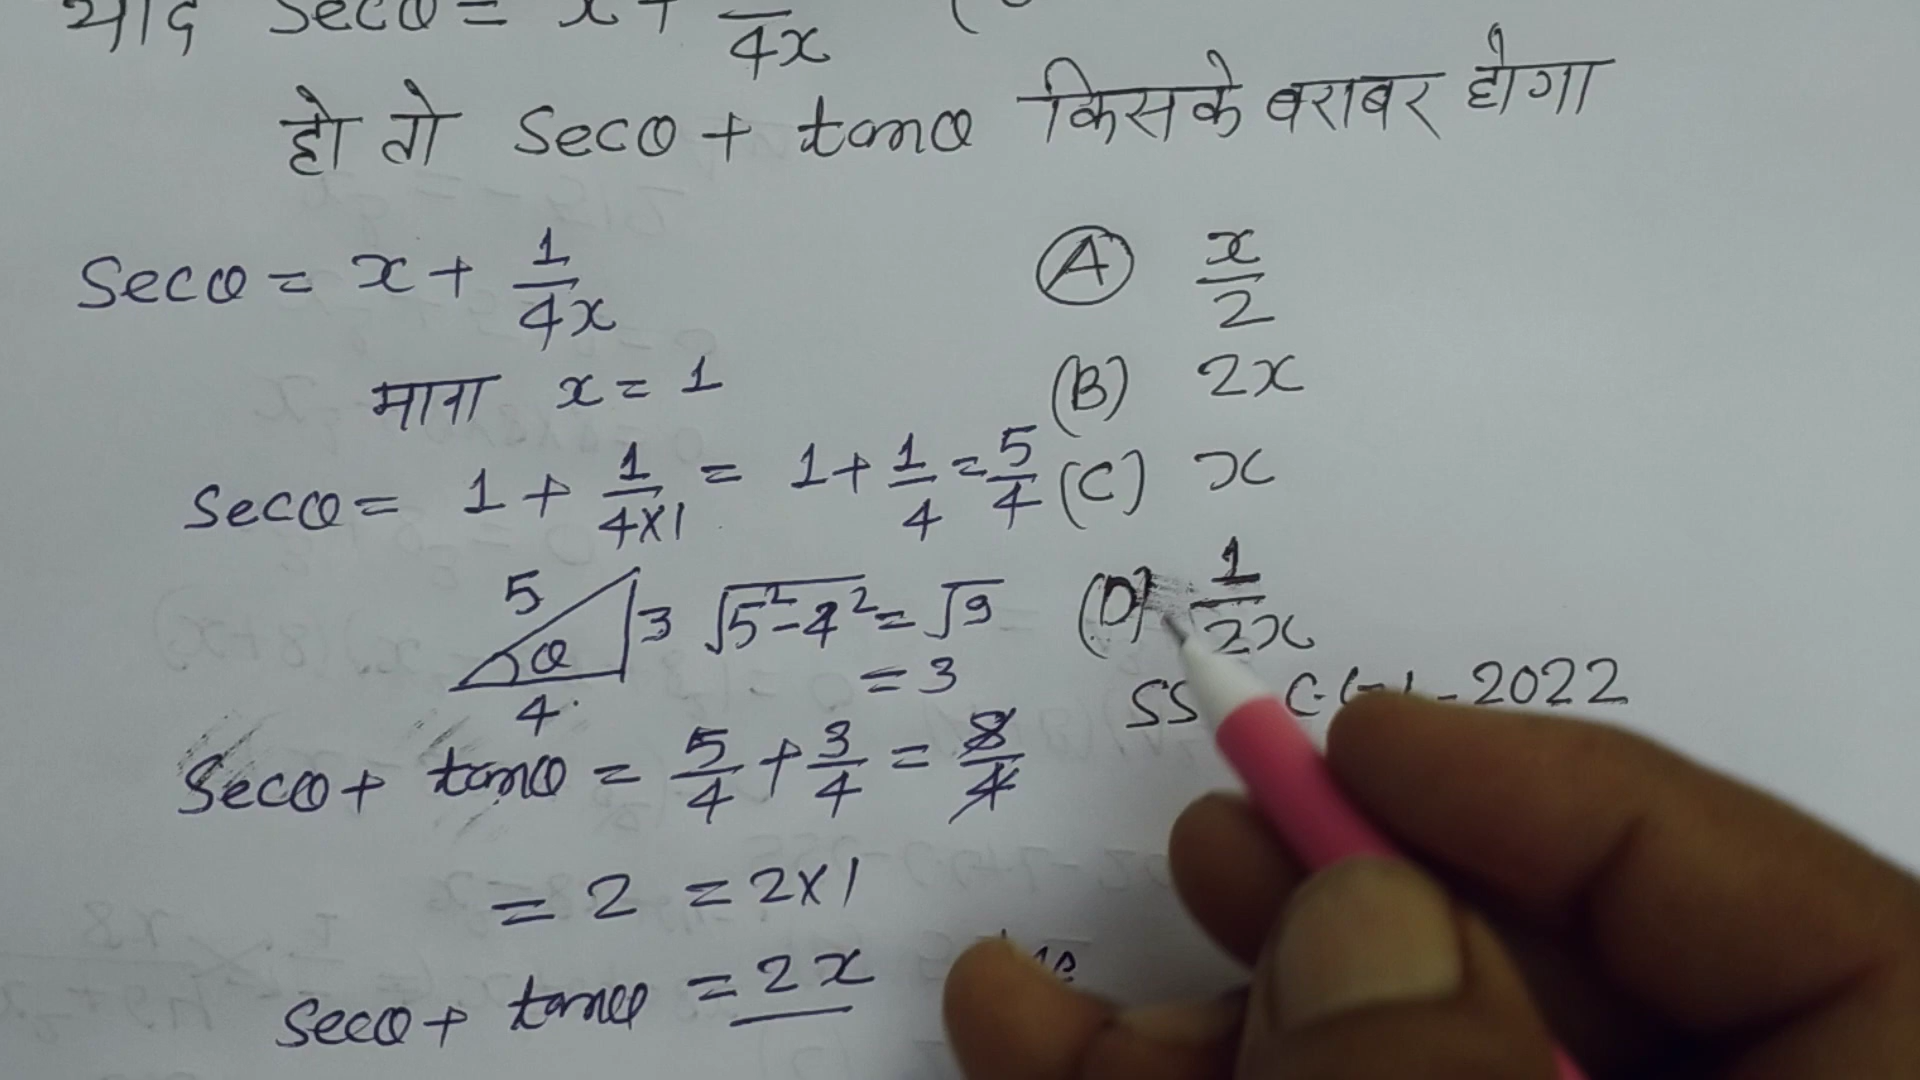 यदि Secθ = x + 4x
हो तो Secθ + tanθ किसके बराबर होगा
Secθ = x + 1/4x
माना x = 1
Secθ = 1 + 1/4×1 = 1 + 1/4 = 5/4
5 3 θ 4 √5²-4² = √9
= 3
Secθ + tanθ = 5/4 + 3/4 = 8/4
= 2 = 2×1
Secθ + tanθ = 2x
(A) x/2
(B) 2x
(C) x
(D) 1/2x
2022